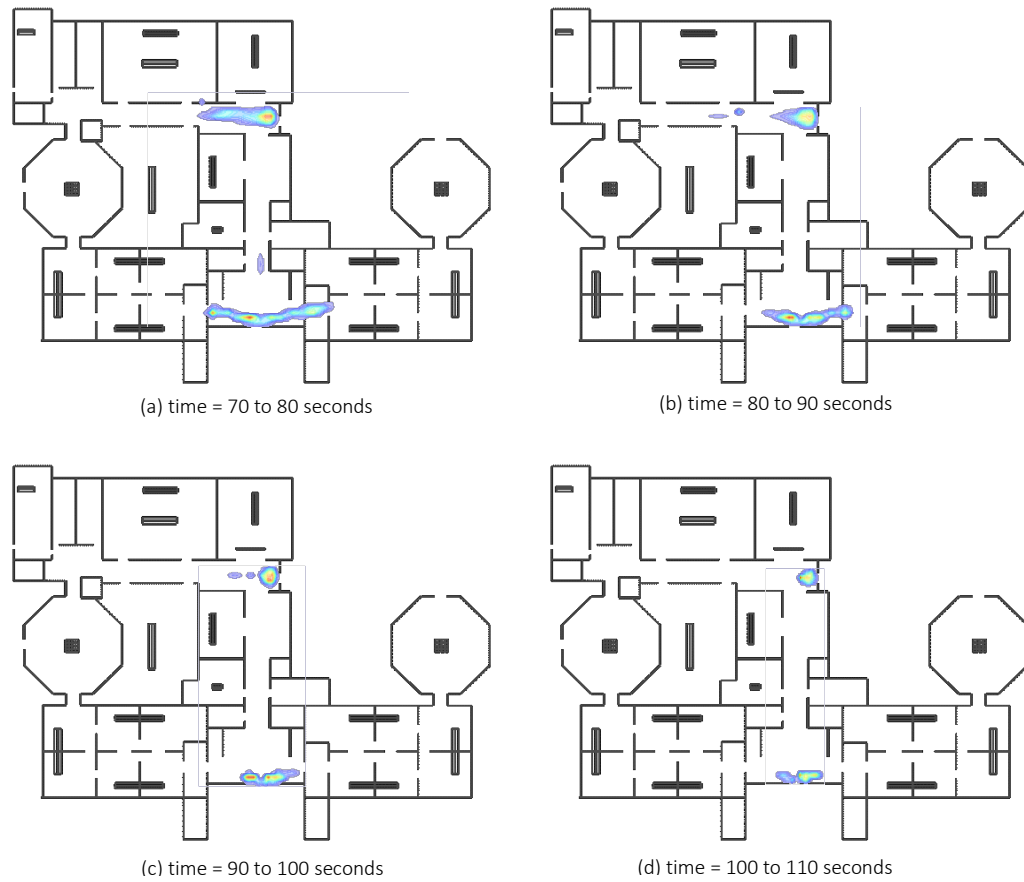 (a) time = 70 to 80 seconds
(b) time = 80 to 90 seconds
(c) time = 90 to 100 seconds
(d) time = 100 to 110 seconds